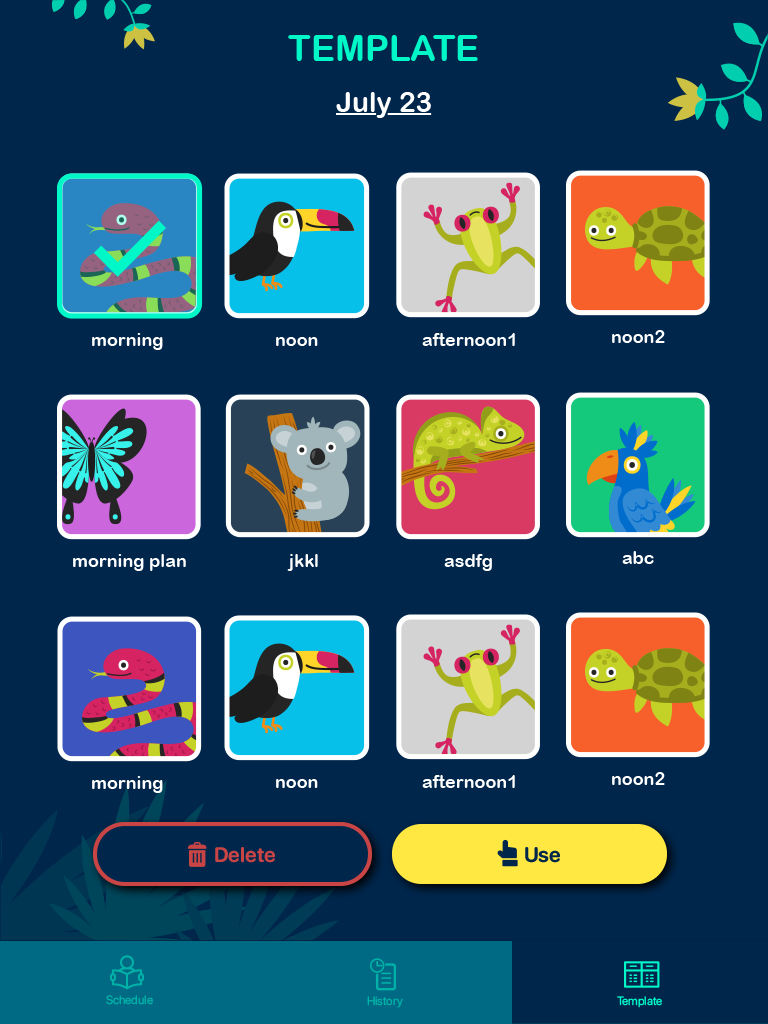 TEMPLATE
July 23
morning noon afternoon1 noon2
morning plan jkkl asdfg abc
morning noon afternoon1 noon2
Delete Use
Schedule History Template